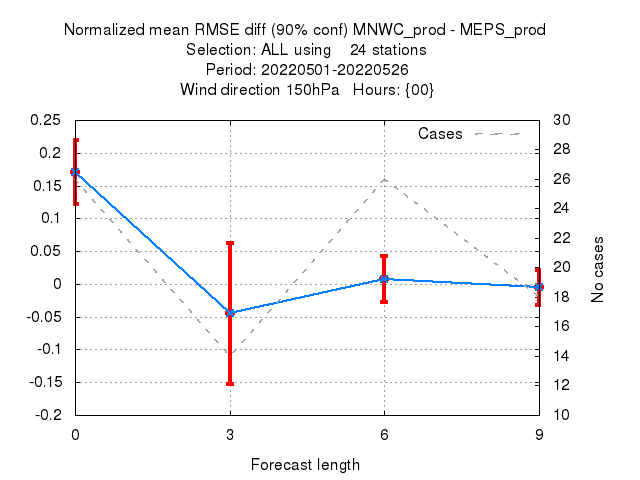 Normalized mean RMSE diff (90% conf) MNWC_prod - MEPS_prod
Selection: ALL using    24 stations
Period: 20220501-20220526
Wind direction 150hPa   Hours: {00}
Cases
0.25
0.2
0.15
0.1
0.05
0
-0.05
-0.1
-0.15
-0.2
30
28
26
24
22
20
18
16
14
12
10
No cases
0 3 6 9
Forecast length